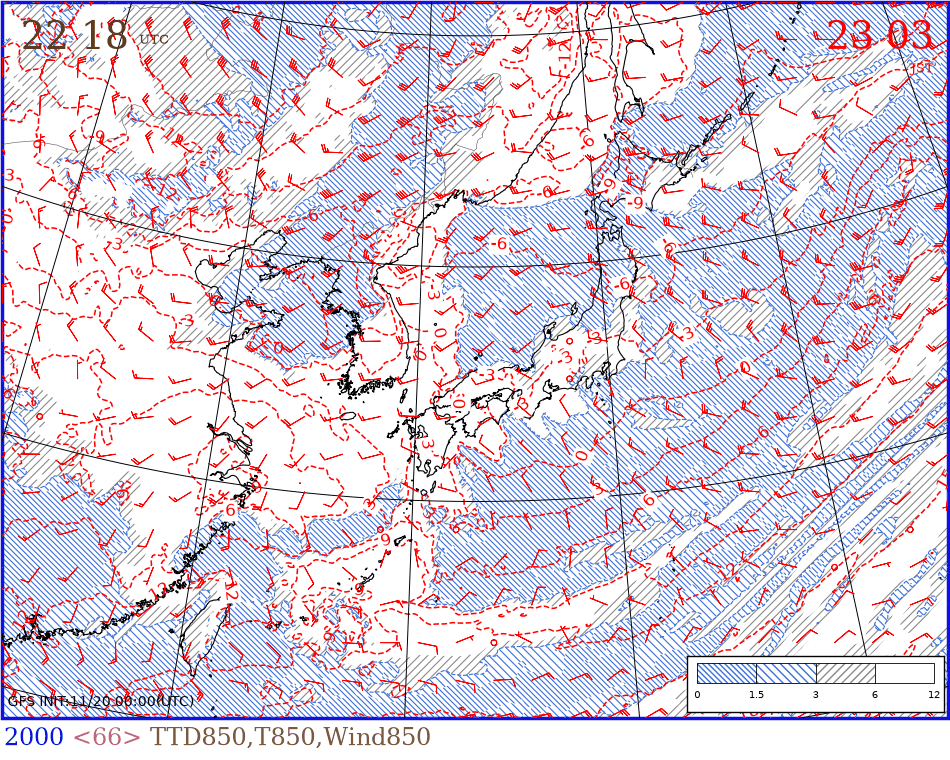 22 18 UTC
23 03
JST
0 1.5 3 6 12
GFS INIT:11/20.00:00(UTC)
2000 <66> TTD850,T850,Wind850